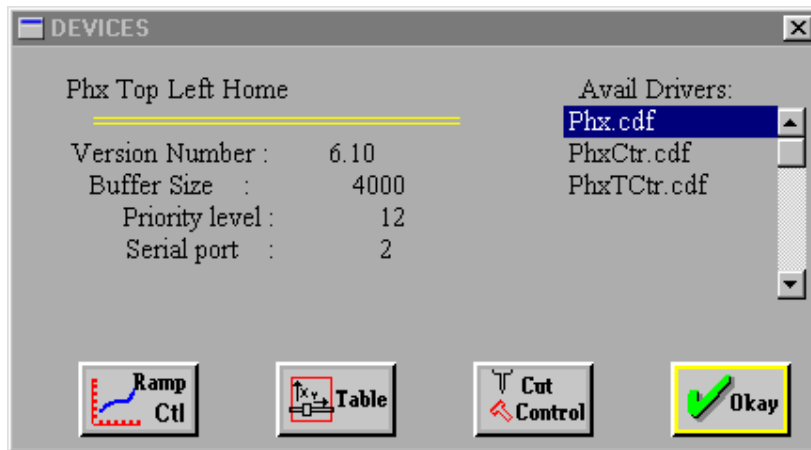 DEVICES
Phx Top Left Home
Avail Drivers:
Phx.cdf
PhxCtr.cdf
PhxTCtr.cdf
Version Number : 6.10
Buffer Size : 4000
Priority level : 12
Serial port : 2
Ramp
Ctl
X Y
Table
Cut
Control
Okay